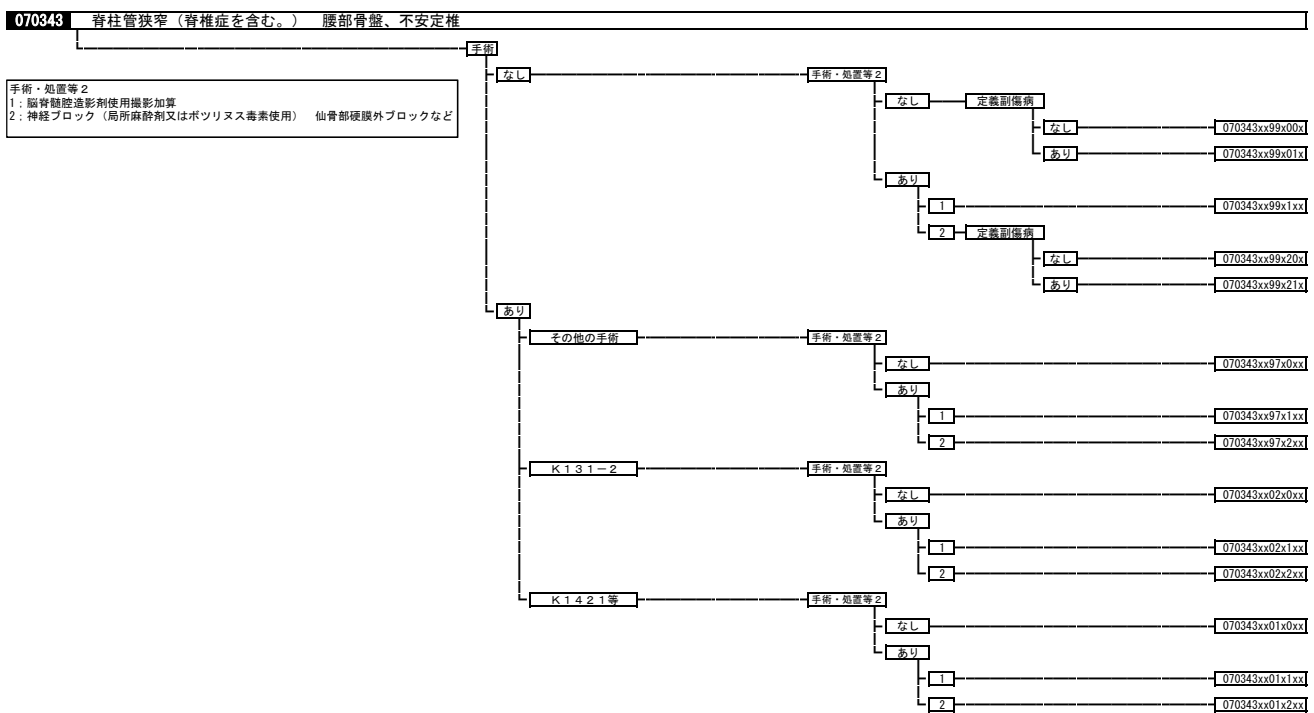 070343 脊柱管狭窄（脊椎症を含む。） 腰部骨盤、不安定椎
手術
なし 手術・処置等２
手術・処置等２
1：脳脊髄腔造影剤使用撮影加算
2：神経ブロック（局所麻酔剤又はボツリヌス毒素使用） 仙骨部硬膜外ブロックなど
なし 定義副傷病
なし 070343xx99x00x
あり 070343xx99x01x
あり
1 070343xx99x1xx
2 定義副傷病
なし 070343xx99x20x
あり 070343xx99x21x
あり
その他の手術 手術・処置等２
なし 070343xx97x0xx
あり
1 070343xx97x1xx
2 070343xx97x2xx
Ｋ１３１－２ 手術・処置等２
なし 070343xx02x0xx
あり
1 070343xx02x1xx
2 070343xx02x2xx
Ｋ１４２１等 手術・処置等２
なし 070343xx01x0xx
あり
1 070343xx01x1xx
2 070343xx01x2xx